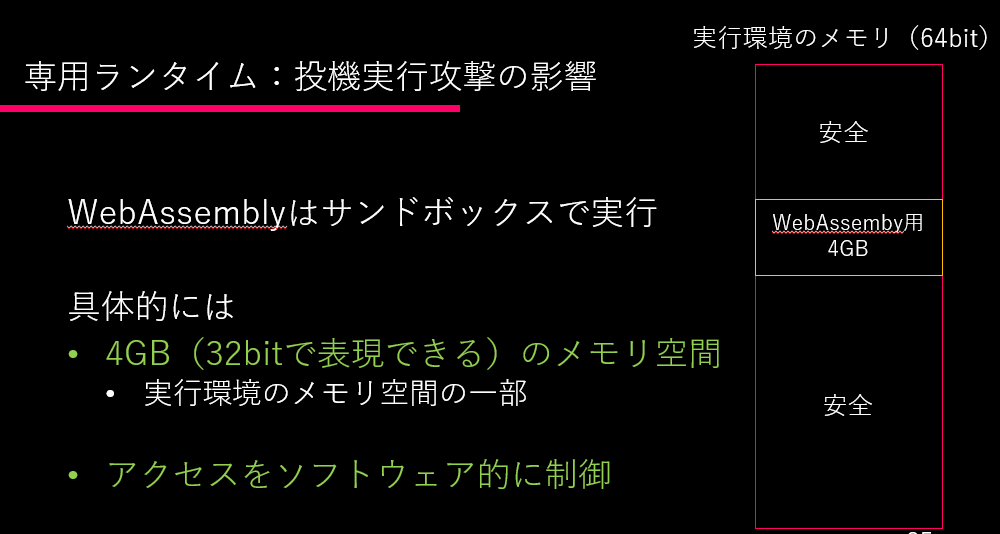 実行環境のメモリ（64bit）
専用ランタイム：投機実行攻撃の影響
安全
WebAssemblyはサンドボックスで実行
WebAssemby用
4GB
具体的には
• 4GB（32bitで表現できる）のメモリ空間
• 実行環境のメモリ空間の一部
安全
• アクセスをソフトウェア的に制御